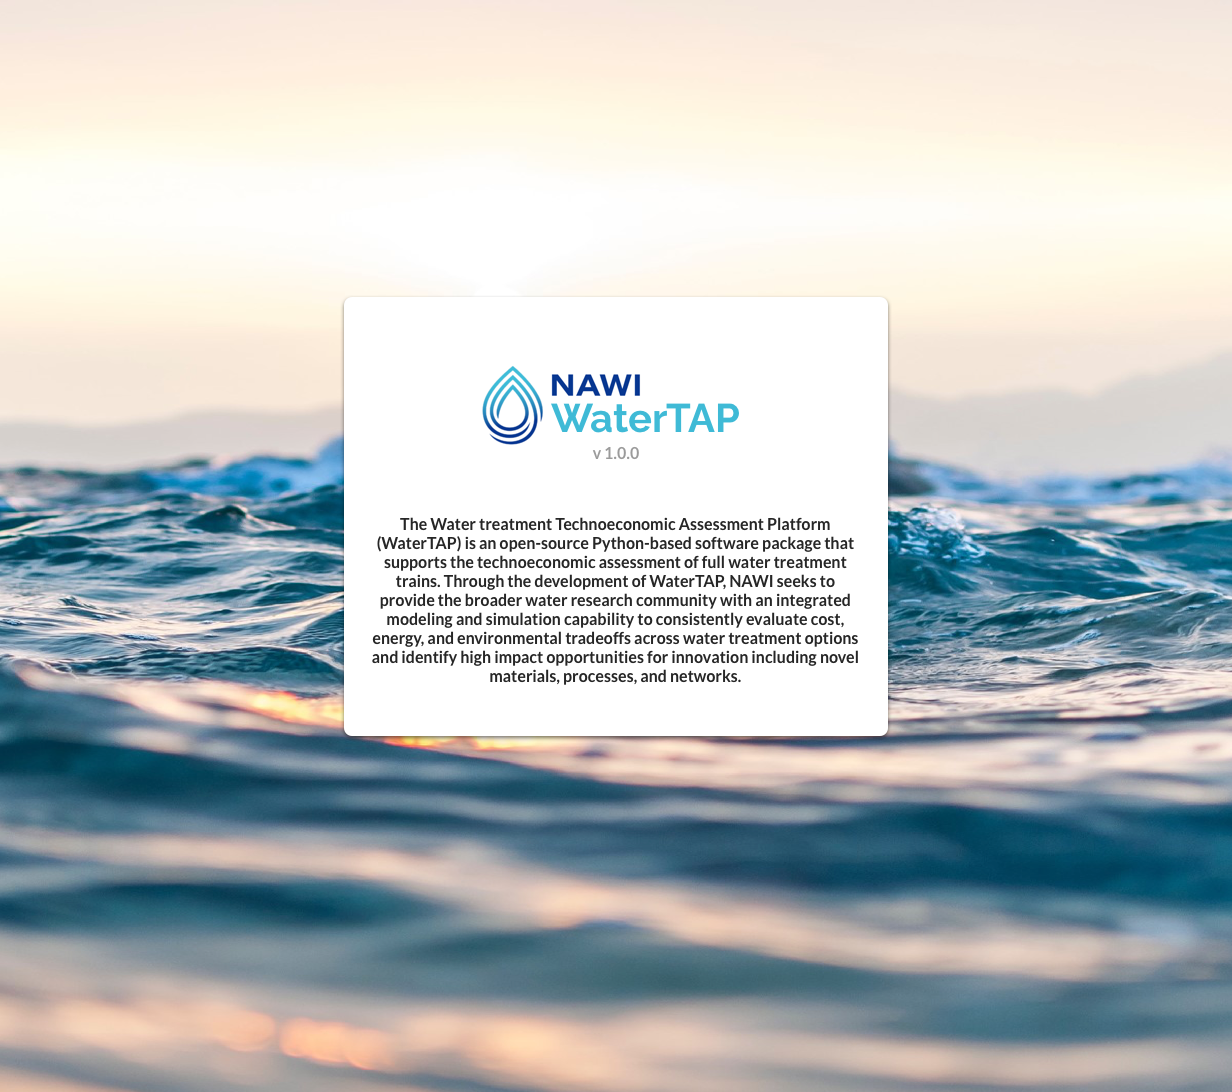 NAWI
WaterTAP
v 1.0.0
The Water treatment Technoeconomic Assessment Platform
(WaterTAP) is an open-source Python-based software package that
supports the technoeconomic assessment of full water treatment
trains. Through the development of WaterTAP, NAWI seeks to
provide the broader water research community with an integrated
modeling and simulation capability to consistently evaluate cost,
energy, and environmental tradeoffs across water treatment options
and identify high impact opportunities for innovation including novel
materials, processes, and networks.